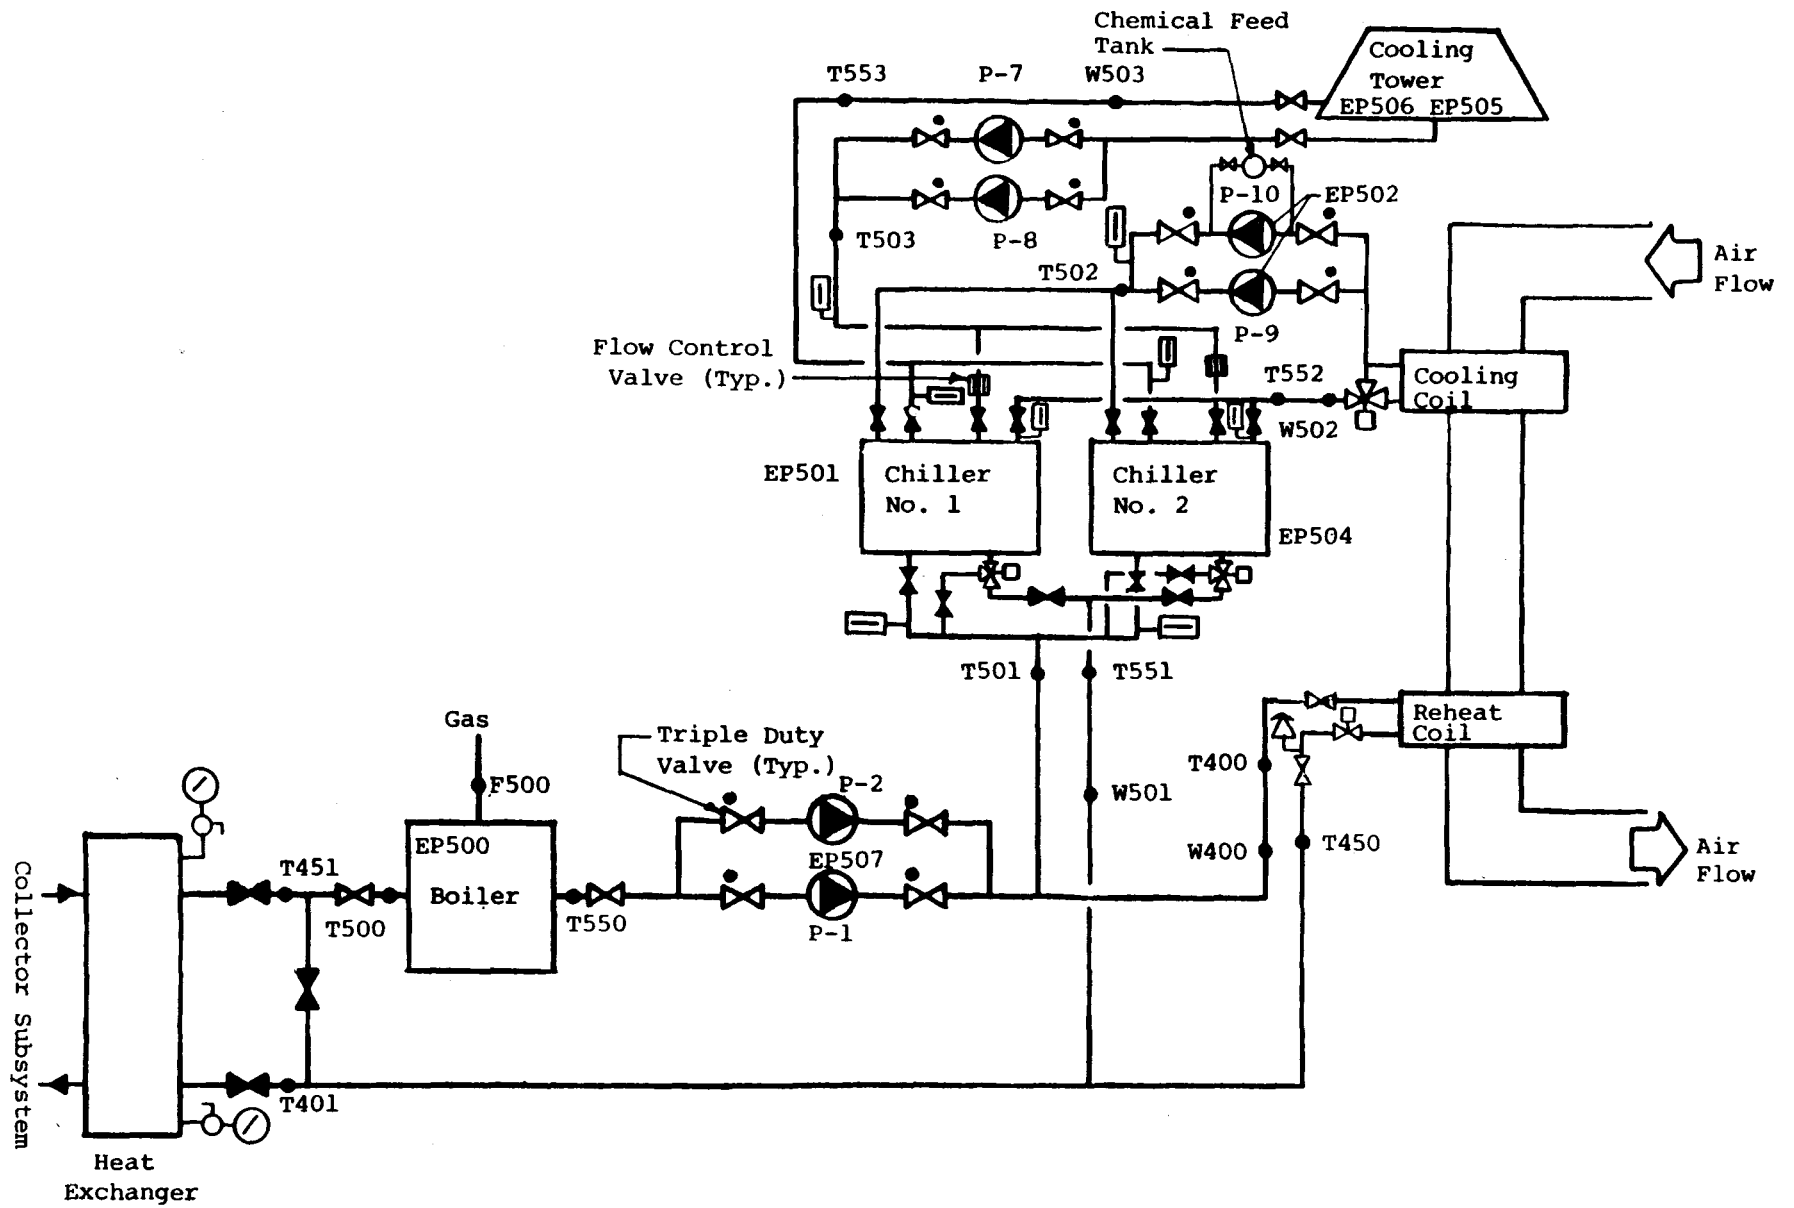 Chemical Feed
Tank
Cooling
Tower
EP506 EP505
T553
P-7
W503
P-10
EP502
T503
P-8
T502
Air
Flow
P-9
Flow Control
Valve (Typ.)
T552
Cooling
Coil
W502
EP501
Chiller
No. 1
Chiller
No. 2
EP504
T501
T551
Reheat
Coil
Gas
Triple Duty
Valve (Typ.)
T400
F500
P-2
W501
EP500
EP507
W400
T450
Air
Flow
Collector Subsystem
T451
Boiler
T500
T550
P-1
T401
Heat
Exchanger